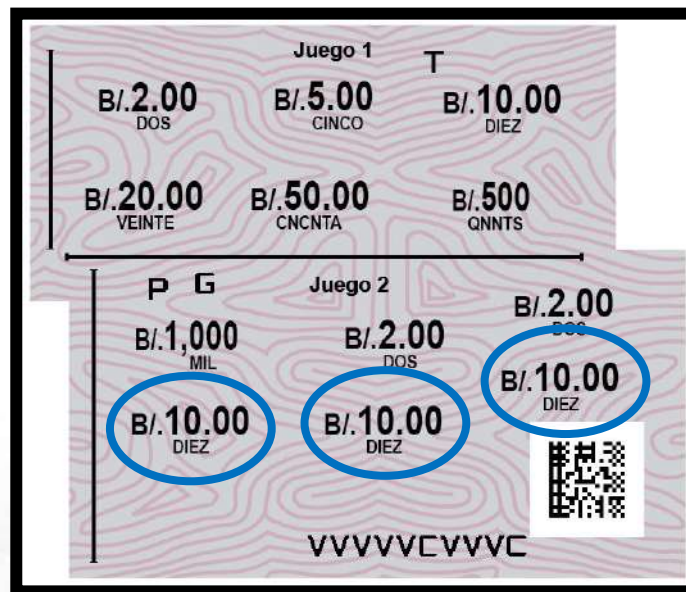 Juego 1
T
B/.2.00 B/.5.00 B/.10.00
DOS CINCO DIEZ
B/.20.00 B/.50.00 B/.500
VEINTE CNCNTA QNNTS
P G Juego 2
B/.1,000 B/.2.00 B/.2.00
MIL DOS DOS
B/.10.00 B/.10.00 B/.10.00
DIEZ DIEZ DIEZ
VVVVVCVVVC